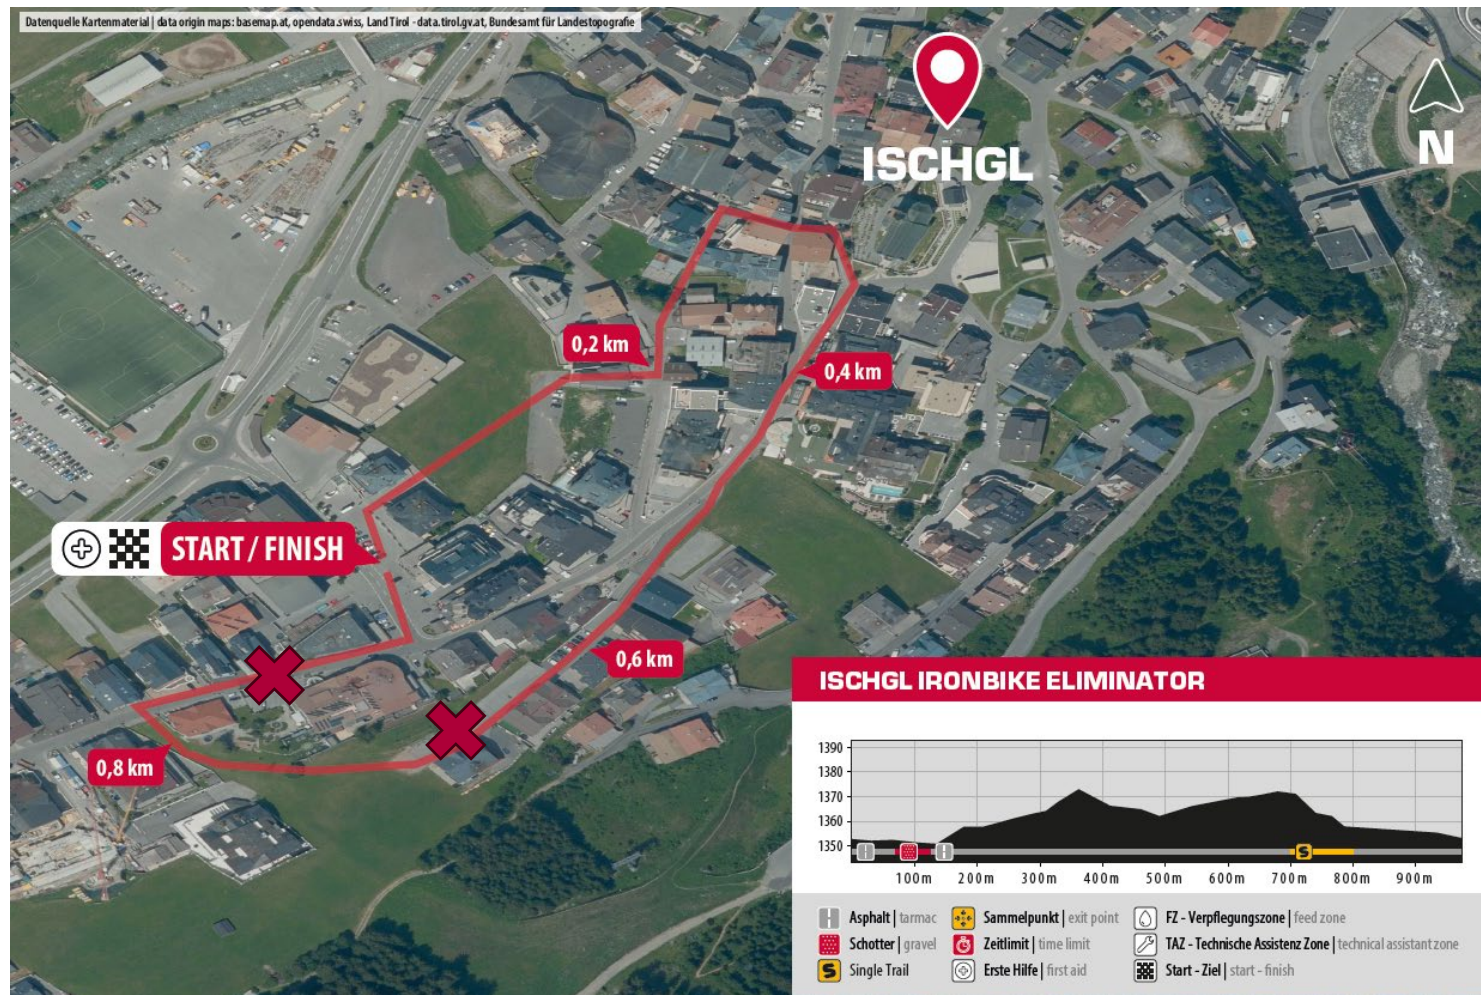 Datenquelle Kartenmaterial | data origin maps: basemap.at, opendata.swiss, Land Tirol - data.tirol.gv.at, Bundesamt für Landestopografie
ISCHGL
N
0,2 km
0,4 km
START / FINISH
0,6 km
0,8 km
ISCHGL IRONBIKE ELIMINATOR
1390
1380
1370
1360
1350
S
100m 200m 300m 400m 500m 600m 700m 800m 900m
Asphalt | tarmac
Sammelpunkt | exit point
FZ - Verpflegungszone | feed zone
Schotter | gravel
Zeitlimit | time limit
TAZ - Technische Assistenz Zone | technical assistant zone
S Single Trail
Erste Hilfe | first aid
Start - Ziel | start - finish